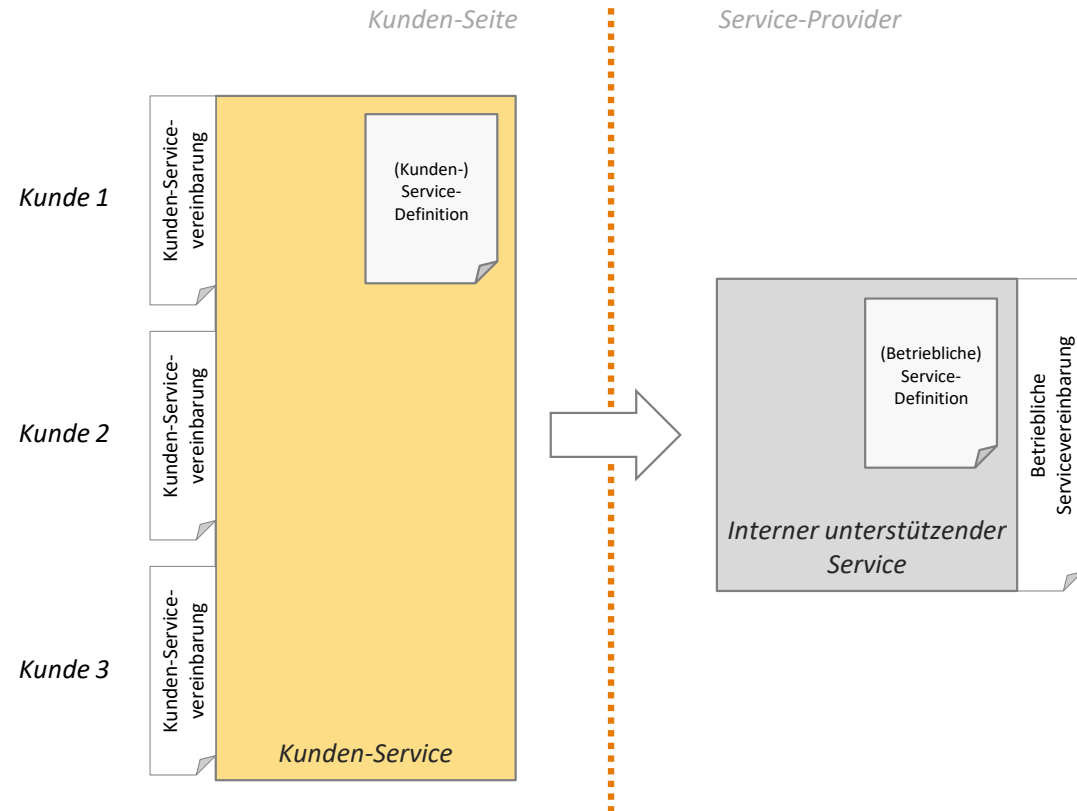 Kunden-Seite
Service-Provider
Kunde 1
Kunden-Service-
vereinbarung
(Kunden-)
Service-
Definition
Kunde 2
Kunden-Service-
vereinbarung
Kunde 3
Kunden-Service-
vereinbarung
Kunden-Service
(Betriebliche)
Service-
Definition
Interner unterstützender
Service
Betriebliche
Servicevereinbarung